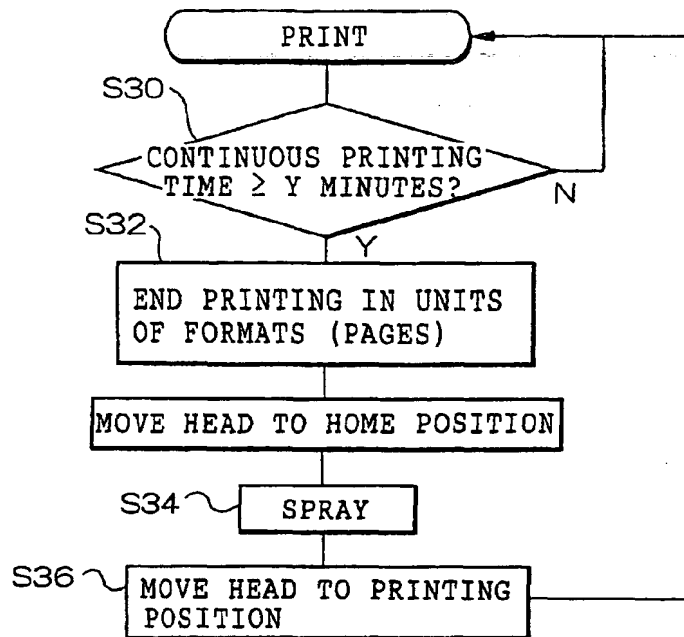 PRINT
S30
CONTINUOUS PRINTING
TIME ≥ Y MINUTES?
N
S32
Y
END PRINTING IN UNITS
OF FORMATS (PAGES)
MOVE HEAD TO HOME POSITION
S34
SPRAY
S36
MOVE HEAD TO PRINTING
POSITION